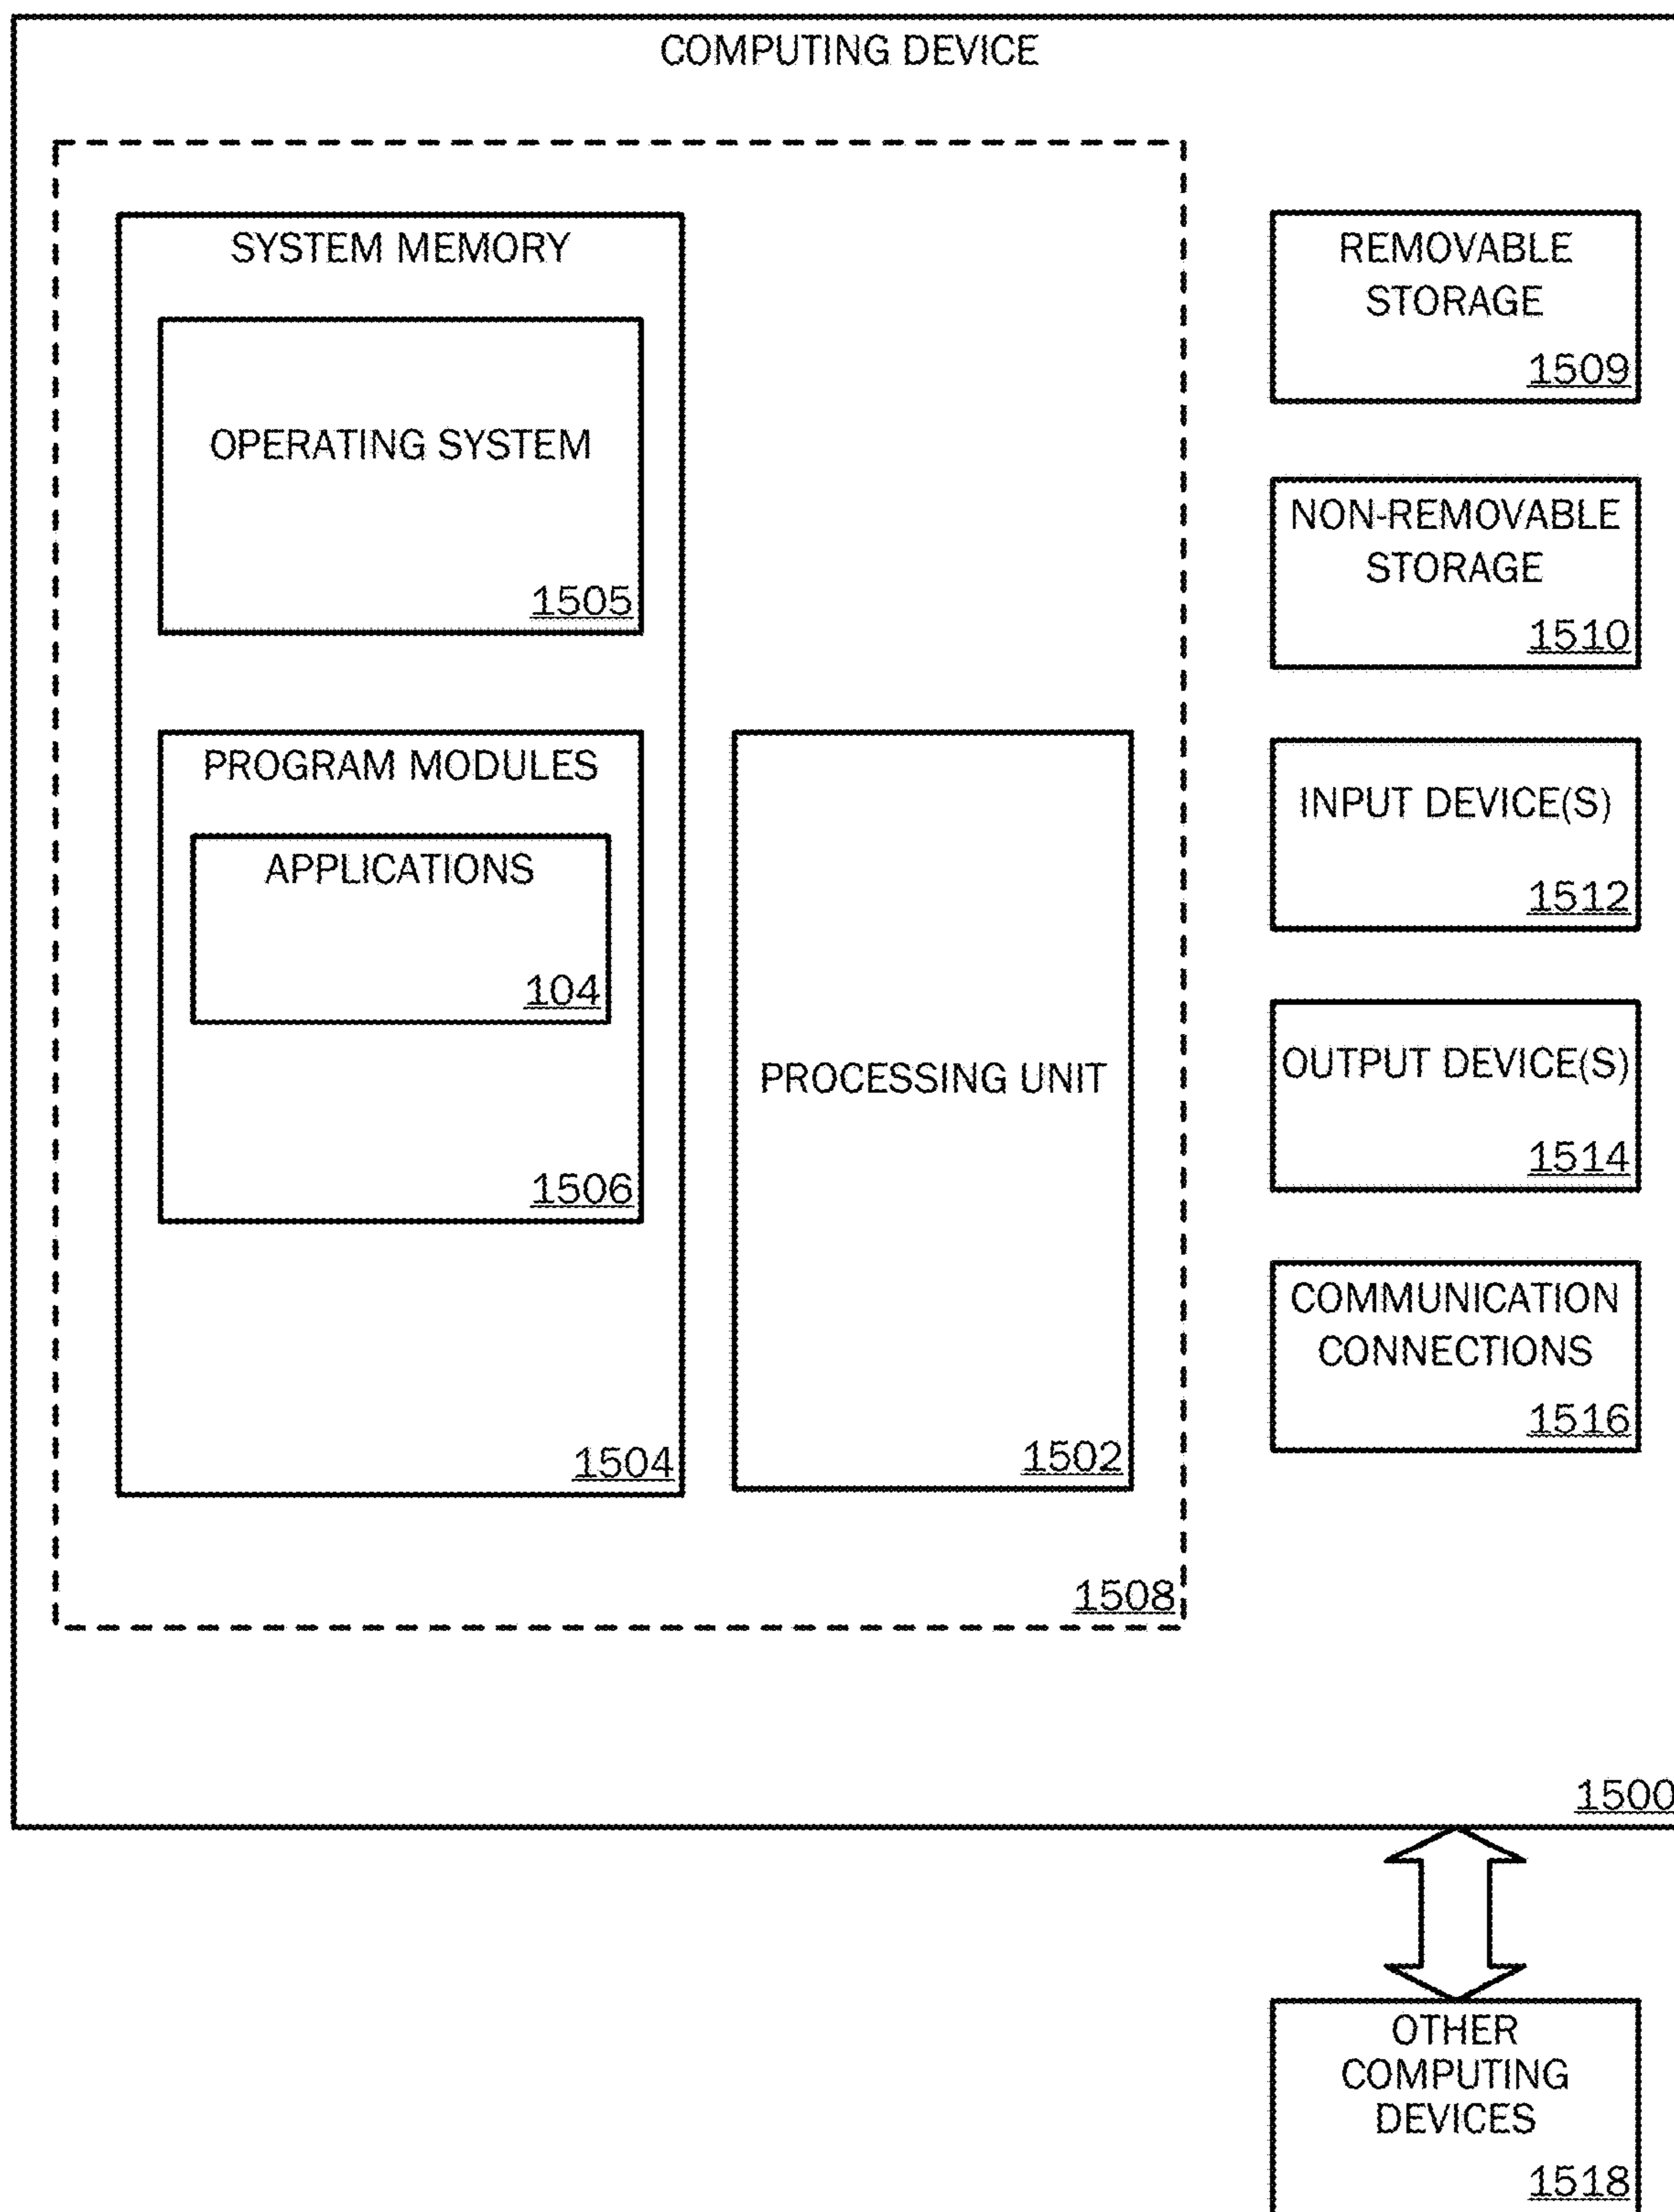 COMPUTING DEVICE
SYSTEM MEMORY
OPERATING SYSTEM
1505
PROGRAM MODULES
APPLICATIONS
104
1506
1504
PROCESSING UNIT
1502
1508
REMOVABLE
STORAGE
1509
NON-REMOVABLE
STORAGE
1510
INPUT DEVICE(S)
1512
OUTPUT DEVICE(S)
1514
COMMUNICATION
CONNECTIONS
1516
1500
OTHER
COMPUTING
DEVICES
1518